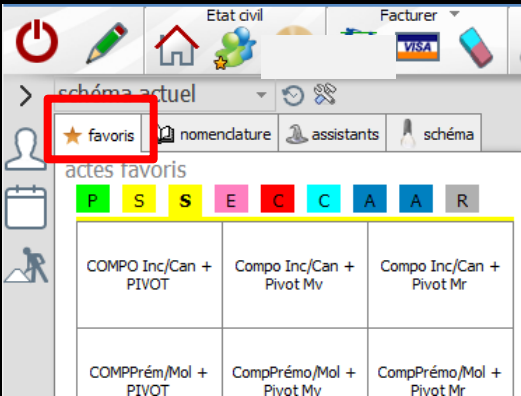 Etat civil Facturer
VISA
schéma actuel
favoris nomenclature assistants schéma
actes favoris
P S S E C C A A R
COMPO Inc/Can + Compo Inc/Can + Compo Inc/Can +
PIVOT Pivot Mv Pivot Mr
COMPPrém/Mol + CompPrémo/Mol + CompPrémo/Mol +
PIVOT Pivot Mv Pivot Mr